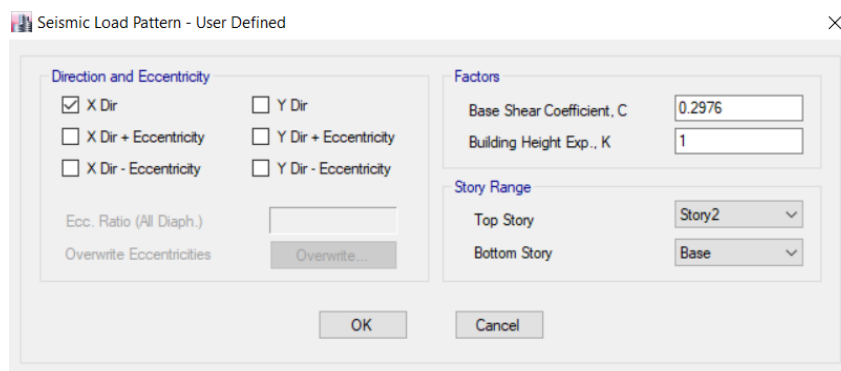 Seismic Load Pattern - User Defined
Direction and Eccentricity
X Dir
Y Dir
X Dir + Eccentricity
Y Dir + Eccentricity
X Dir - Eccentricity
Y Dir - Eccentricity
Ecc. Ratio (All Diaph.)
Overwrite Eccentricities
Overwrite...
Factors
Base Shear Coefficient, C
0.2976
Building Height Exp., K
1
Story Range
Top Story
Story2
Bottom Story
Base
OK
Cancel